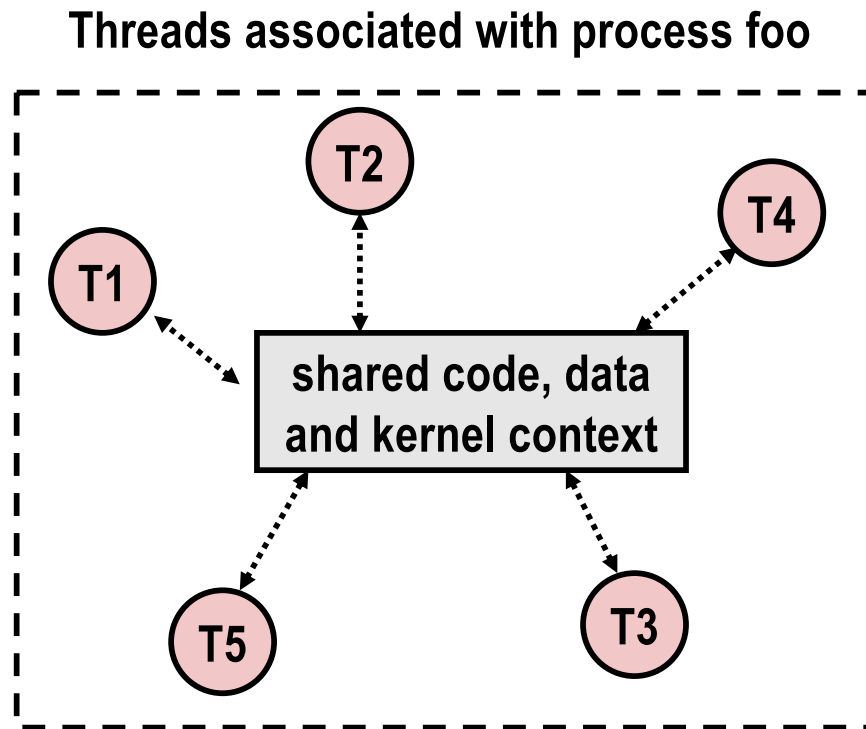 Threads associated with process foo
T2
T4
T1
shared code, data
and kernel context
T5
T3